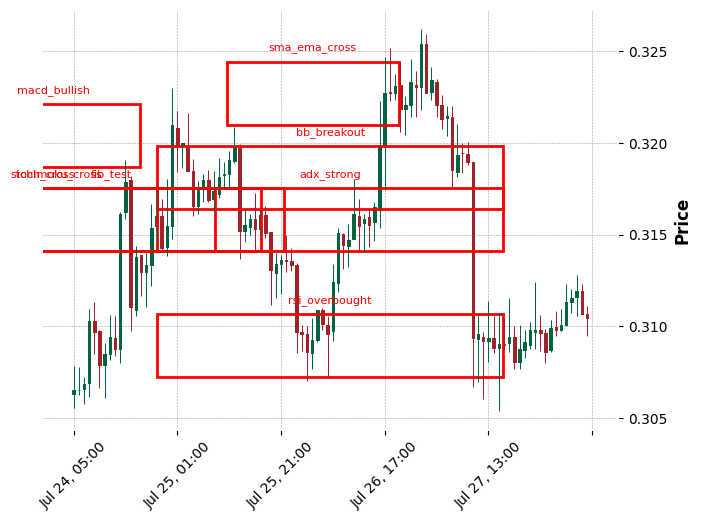 sma_ema_cross
0.325
macd_bullish
bb_breakout
0.320
fib_test
adx_strong
Price
0.315
rsi_overbought
0.310
0.305
Jul 24, 05:00
Jul 25, 01:00
Jul 25, 21:00
Jul 26, 17:00
Jul 27, 13:00